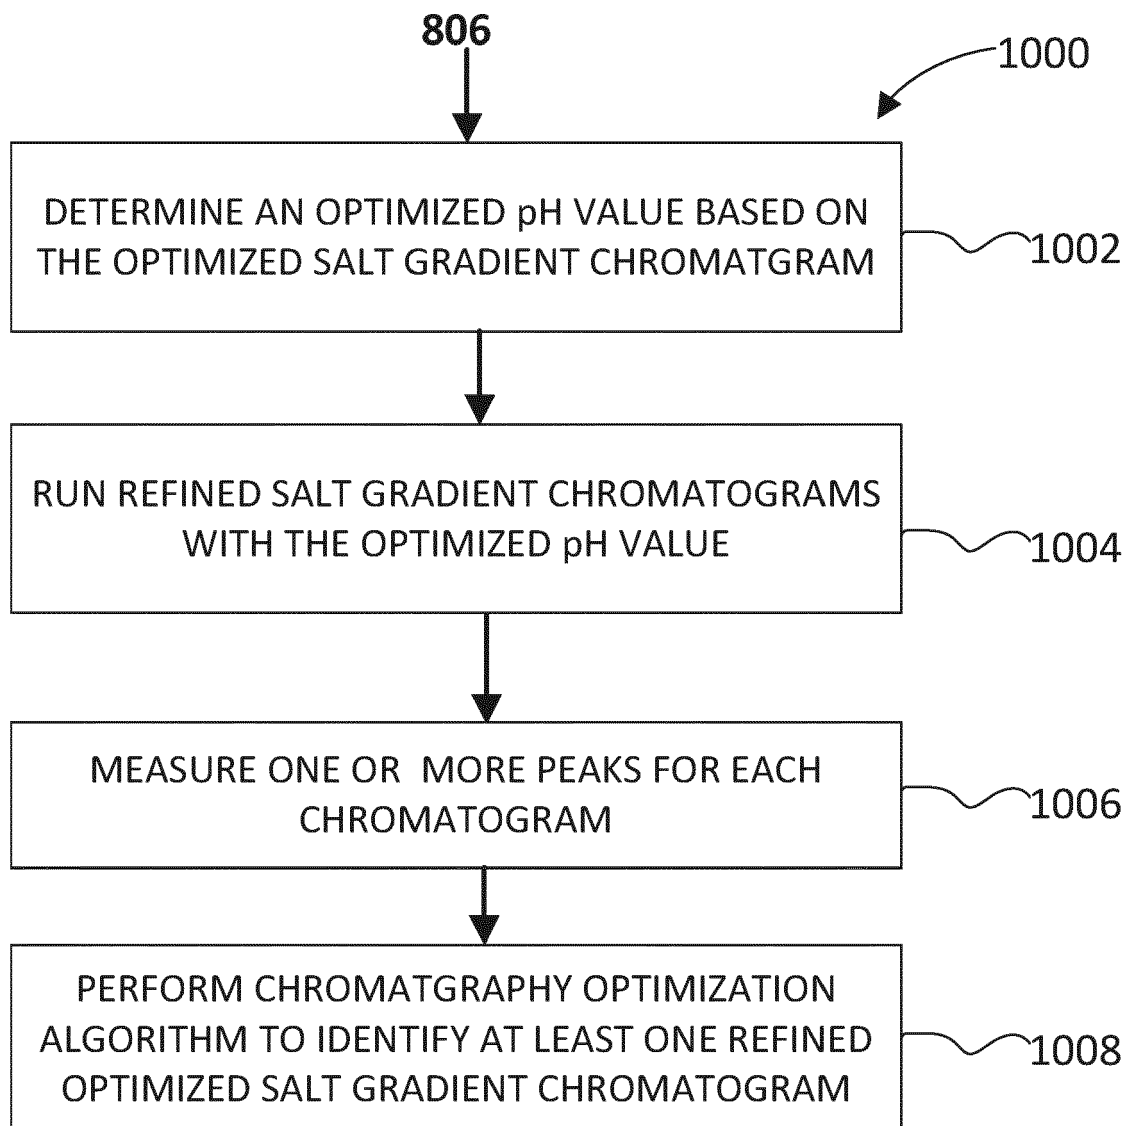 806
1000
DETERMINE AN OPTIMIZED pH VALUE BASED ON
THE OPTIMIZED SALT GRADIENT CHROMATGRAM
1002
RUN REFINED SALT GRADIENT CHROMATOGRAMS
WITH THE OPTIMIZED pH VALUE
1004
MEASURE ONE OR  MORE PEAKS FOR EACH
CHROMATOGRAM
1006
PERFORM CHROMATGRAPHY OPTIMIZATION
ALGORITHM TO IDENTIFY AT LEAST ONE REFINED
OPTIMIZED SALT GRADIENT CHROMATOGRAM
1008